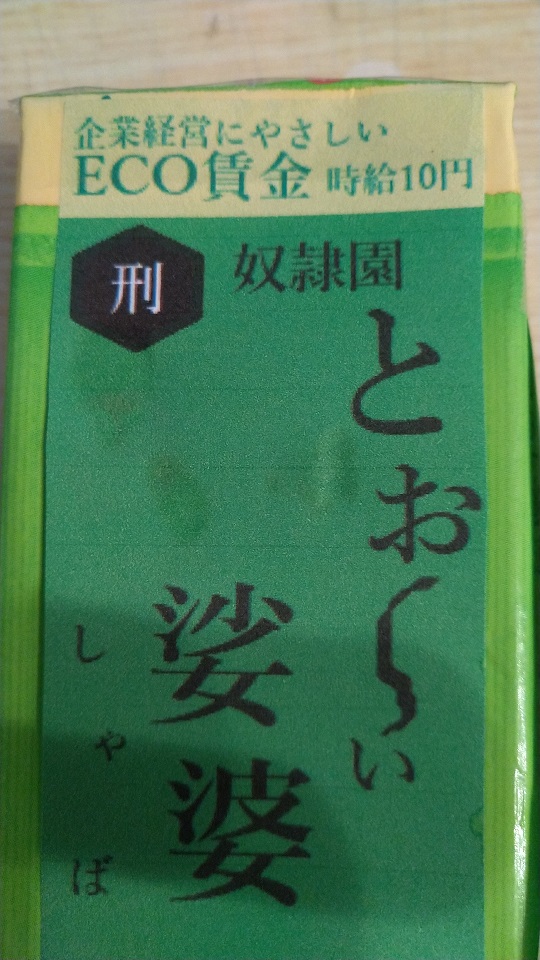 企業経営にやさしい
ECO賃金 時給10円
刑
奴隷園
とお〜い
娑婆
しゃば